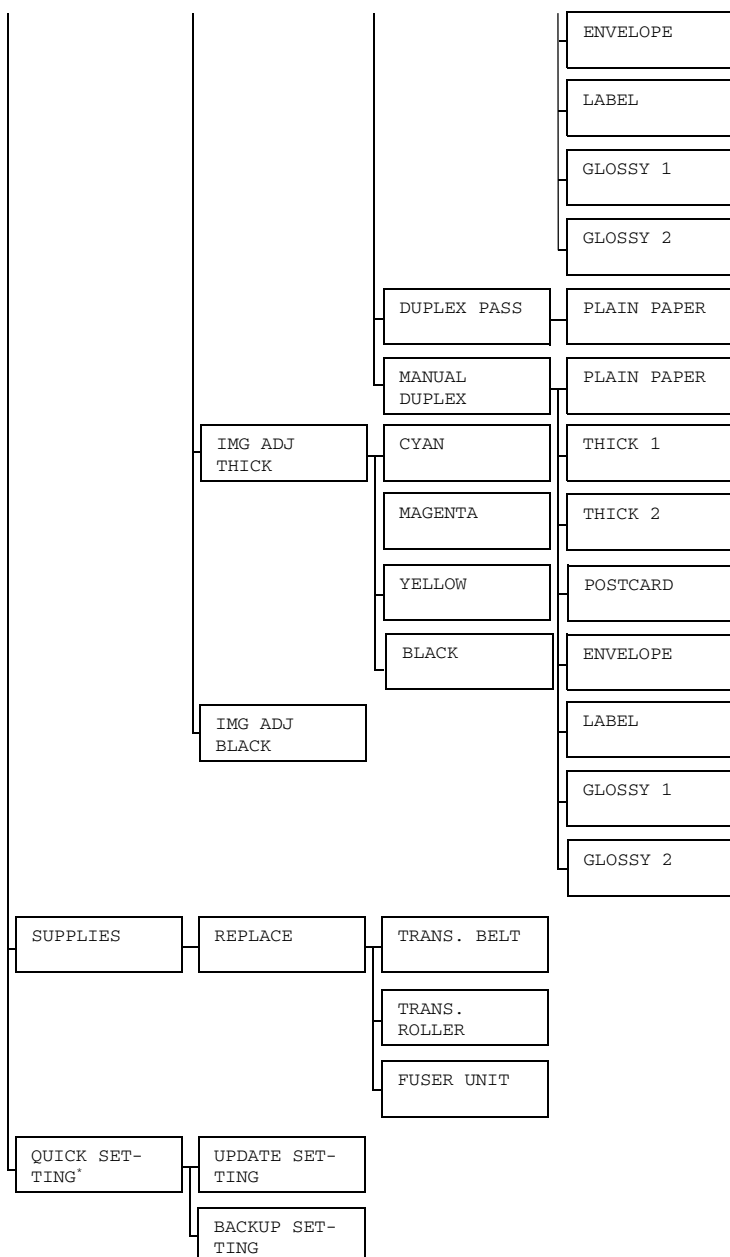 ENVELOPE
LABEL
GLOSSY 1
GLOSSY 2
DUPLEX PASS
PLAIN PAPER
MANUAL
DUPLEX
PLAIN PAPER
IMG ADJ
THICK
CYAN
THICK 1
MAGENTA
THICK 2
YELLOW
POSTCARD
BLACK
ENVELOPE
IMG ADJ
BLACK
LABEL
GLOSSY 1
GLOSSY 2
SUPPLIES
REPLACE
TRANS. BELT
TRANS.
ROLLER
FUSER UNIT
QUICK SET-
TING*
UPDATE SET-
TING
BACKUP SET-
TING